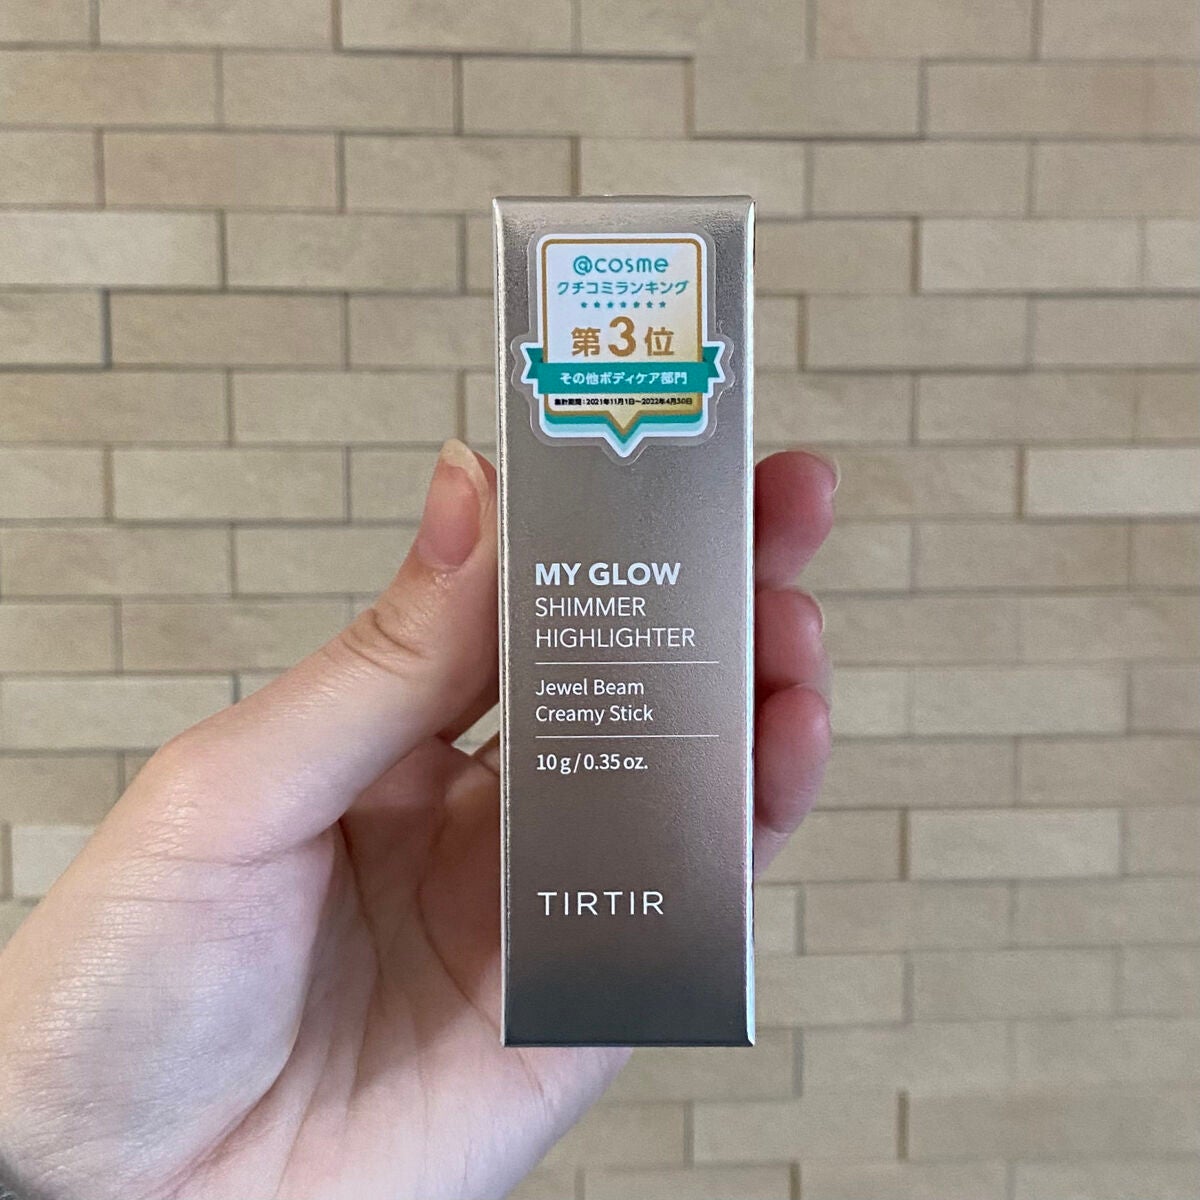 @cosme
クチコミランキング
第3位
その他ボディケア部門
集計期間:2021年11月1日~2022年4月30日
MY GLOW
SHIMMER
HIGHLIGHTER
Jewel Beam
Creamy Stick
10 g / 0.35 oz.
TIRTIR